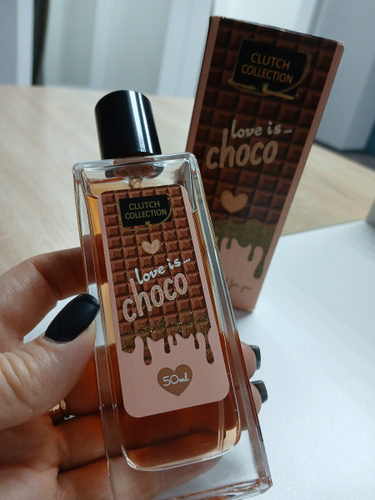 CLUTCH
COLLECTION
love is...
choco
CLUTCH
COLLECTION
love is...
choco
50ml